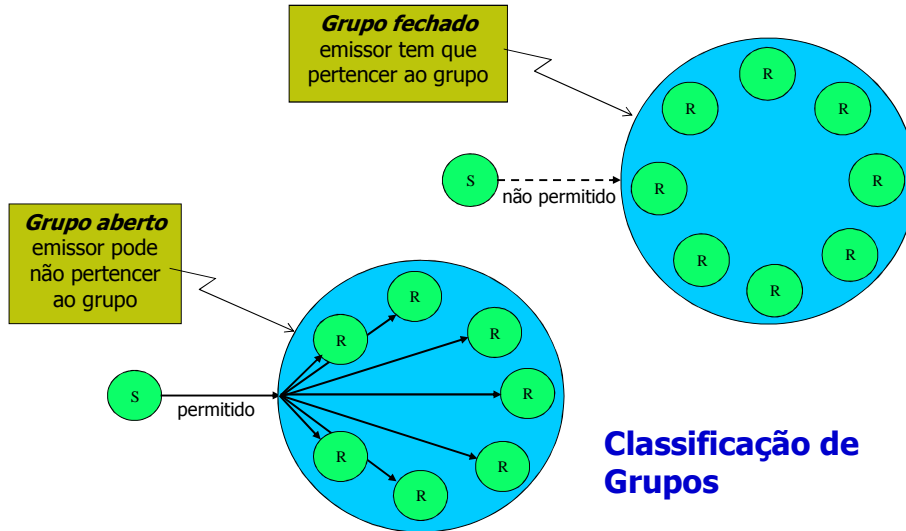 Grupo fechado
emissor tem que
pertencer ao grupo
R
R
R
R
R
R
R
R
S
não permitido
Grupo aberto
emissor pode
não pertencer
ao grupo
R
R
R
R
R
R
R
S
permitido
Classificação de
Grupos